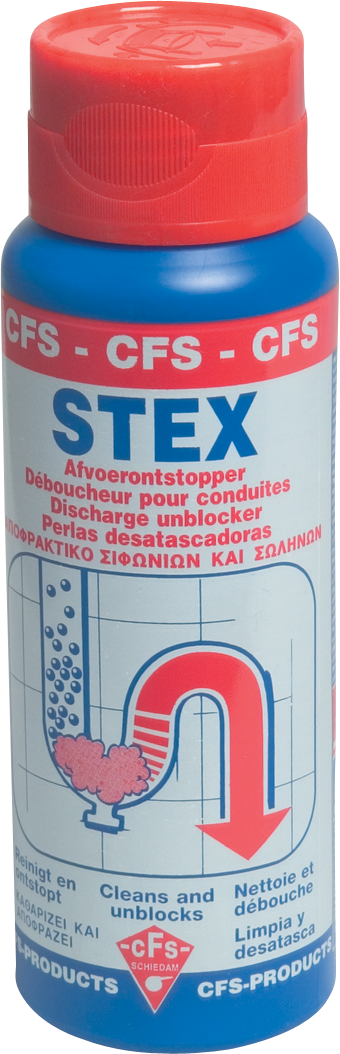 CFS - CFS - CFS
STEX
Afvoerontstopper
Déboucheur pour conduites
Discharge unblocker
Perlas desatascadoras
ΑΠΟΦΡΑΚΤΙΚΟ ΣΙΦΩΝΙΩΝ ΚΑΙ ΣΩΛΗΝΩΝ
Reinigt en
ontstopt
ΚΑΘΑΡΙΖΕΙ ΚΑΙ
ΑΠΟΦΡΑΖΕΙ
Cleans and
unblocks
Nettoie et
débouche
Limpia y
desatasca
-CFS-
SCHIEDAM
CFS-PRODUCTS
CFS-PRODUCTS